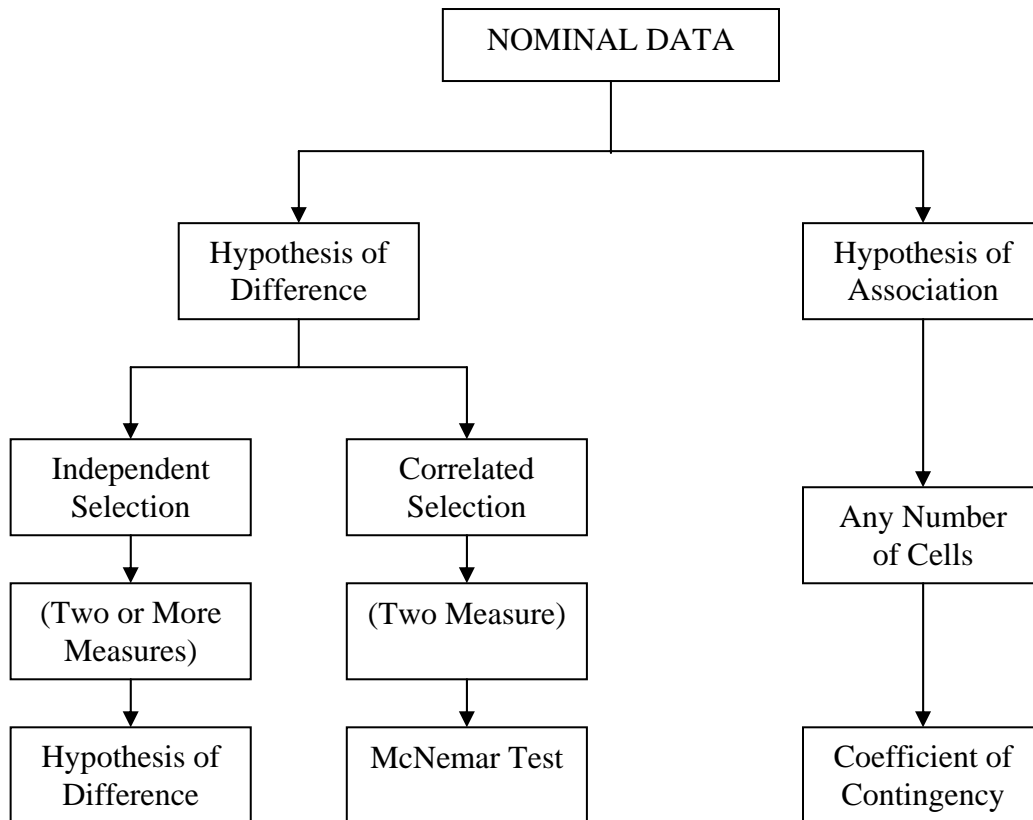 NOMINAL DATA
Hypothesis of
Difference
Hypothesis of
Association
Independent
Selection
Correlated
Selection
Any Number
of Cells
(Two or More
Measures)
(Two Measure)
Hypothesis of
Difference
McNemar Test
Coefficient of
Contingency